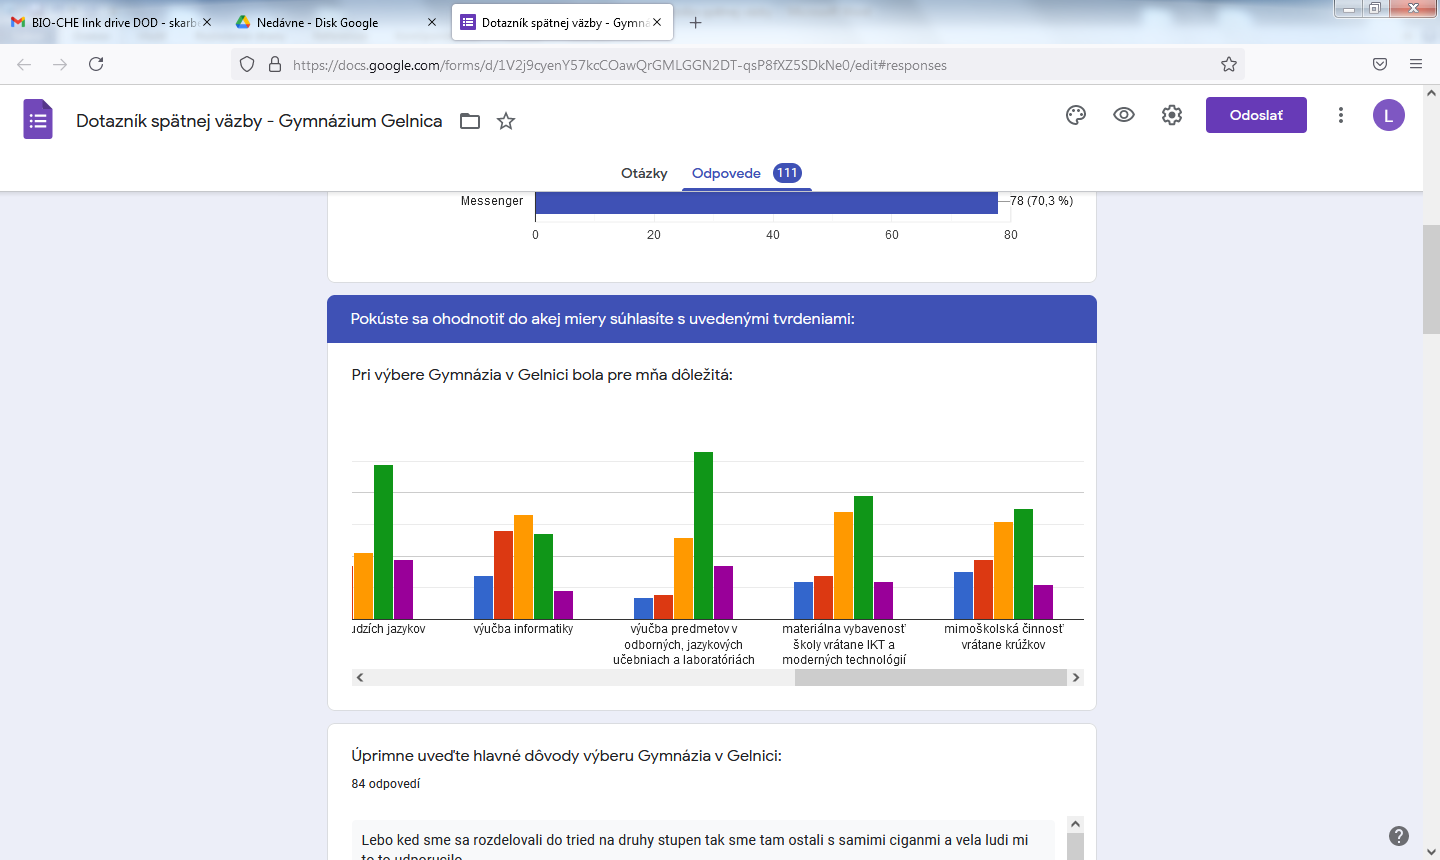 BIO-CHE link drive DOD - skarb
Nedávne - Disk Google
Dotazník spätnej väzby - Gymna
https://docs.google.com/forms/d/1V2j9cyenY57kcCOawQrGMLGGN2DT-qsP8fXZ5SDkNe0/edit#responses
Dotazník spätnej väzby - Gymnázium Gelnica
Odoslať
L
Otázky
Odpovede 111
Messenger
78 (70,3 %)
0 20 40 60 80
Pokúste sa ohodnotiť do akej miery súhlasíte s uvedenými tvrdeniami:
Pri výbere Gymnázia v Gelnici bola pre mňa dôležitá:
udzích jazykov
výučba informatiky
výučba predmetov v
odborných, jazykových
učebniach a laboratóriách
materiálna vybavenosť
školy vrátane IKT a
moderných technológií
mimoškolská činnosť
vrátane krúžkov
Úprimne uveďte hlavné dôvody výberu Gymnázia v Gelnici:
84 odpovedí
Lebo ked sme sa rozdelovali do tried na druhy stupen tak sme tam ostali s samimi ciganmi a vela ludi mi